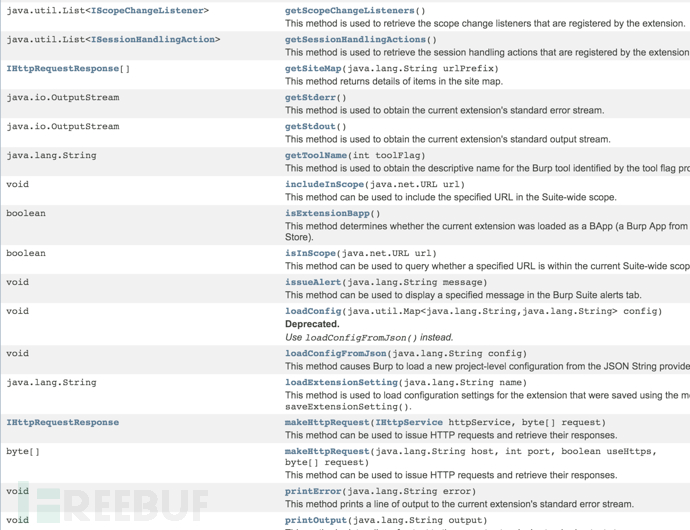 java.util.List<IScopeChangeListener> getScopeChangeListeners()
This method is used to retrieve the scope change listeners that are registered by the extension.
java.util.List<ISessionHandlingAction> getSessionHandlingActions()
This method is used to retrieve the session handling actions that are registered by the extension
IHttpRequestResponse[] getSiteMap(java.lang.String urlPrefix)
This method returns details of items in the site map.
java.io.OutputStream getStderr()
This method is used to obtain the current extension's standard error stream.
java.io.OutputStream getStdout()
This method is used to obtain the current extension's standard output stream.
java.lang.String getToolName(int toolFlag)
This method is used to obtain the descriptive name for the Burp tool identified by the tool flag pro
void includeInScope(java.net.URL url)
This method can be used to include the specified URL in the Suite-wide scope.
boolean isExtensionBapp()
This method determines whether the current extension was loaded as a BApp (a Burp App from
Store).
boolean isInScope(java.net.URL url)
This method can be used to query whether a specified URL is within the current Suite-wide scop
void issueAlert(java.lang.String message)
This method can be used to display a specified message in the Burp Suite alerts tab.
void loadConfig(java.util.Map<java.lang.String,java.lang.String> config)
Deprecated.
Use loadConfigFromJson() instead.
void loadConfigFromJson(java.lang.String config)
This method causes Burp to load a new project-level configuration from the JSON String provide
java.lang.String loadExtensionSetting(java.lang.String name)
This method is used to load configuration settings for the extension that were saved using the me
saveExtensionSetting().
IHttpRequestResponse makeHttpRequest(IHttpService httpService, byte[] request)
This method can be used to issue HTTP requests and retrieve their responses.
byte[] makeHttpRequest(java.lang.String host, int port, boolean useHttps,
byte[] request)
This method can be used to issue HTTP requests and retrieve their responses.
void printError(java.lang.String error)
This method prints a line of output to the current extension's standard error stream.
void printOutput(java.lang.String output)
FREEBUF